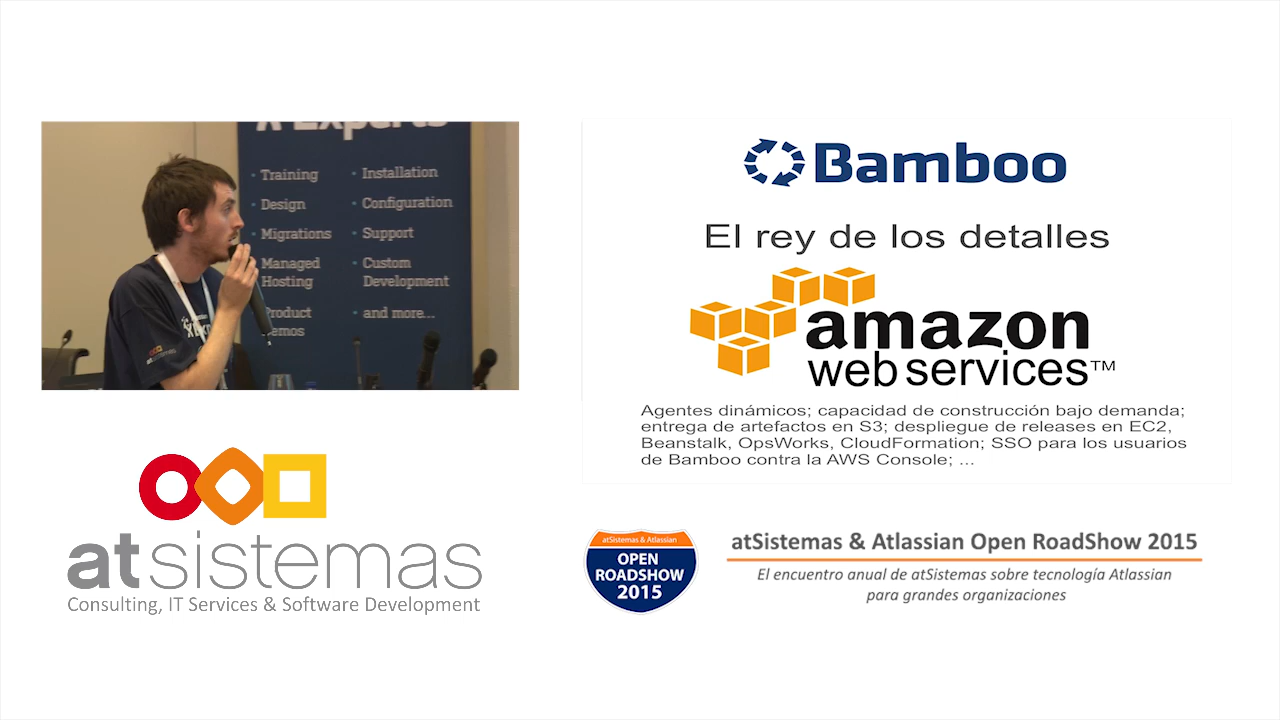 Training
Design
Migrations
Managed
Hosting
Installation
Configuration
Support
Custom
Development
and more...
atsistemas
atsistemas
Consulting, IT Services & Software Development
Bamboo
El rey de los detalles
amazon
web services™
Agentes dinámicos; capacidad de construcción bajo demanda;
entrega de artefactos en S3; despliegue de releases en EC2,
Beanstalk, OpsWorks, CloudFormation; SSO para los usuarios
de Bamboo contra la AWS Console; ...
atSistemas & Atlassian
OPEN
ROADSHOW
2015
atSistemas & Atlassian Open RoadShow 2015
El encuentro anual de atSistemas sobre tecnología Atlassian
para grandes organizaciones